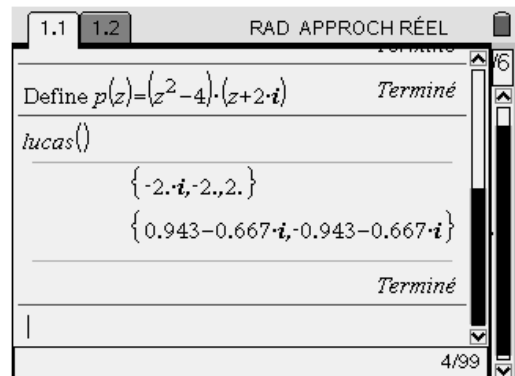 1.1 1.2 RAD APPROCH RÉEL
/6
Define p(z)=(z²−4)·(z+2·i) Terminé
lucas()
{-2.·i,-2.,2.}
{0.943−0.667·i,-0.943−0.667·i}
Terminé
4/99